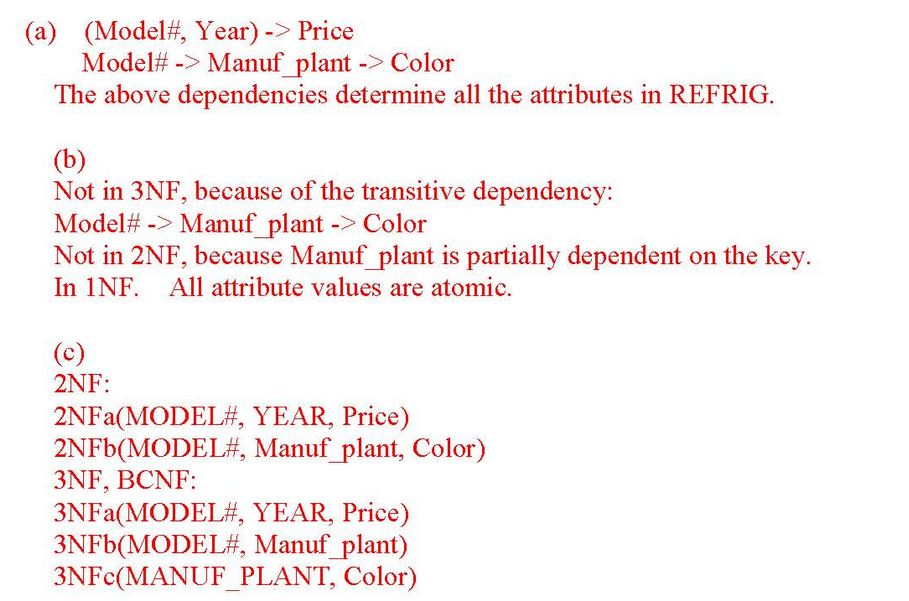 (a) (Model#, Year) -> Price
Model# -> Manuf_plant -> Color
The above dependencies determine all the attributes in REFRIG.
(b)
Not in 3NF, because of the transitive dependency:
Model# -> Manuf_plant -> Color
Not in 2NF, because Manuf_plant is partially dependent on the key.
In 1NF. All attribute values are atomic.
(c)
2NF:
2NFa(MODEL#, YEAR, Price)
2NFb(MODEL#, Manuf_plant, Color)
3NF, BCNF:
3NFa(MODEL#, YEAR, Price)
3NFb(MODEL#, Manuf_plant)
3NFc(MANUF_PLANT, Color)